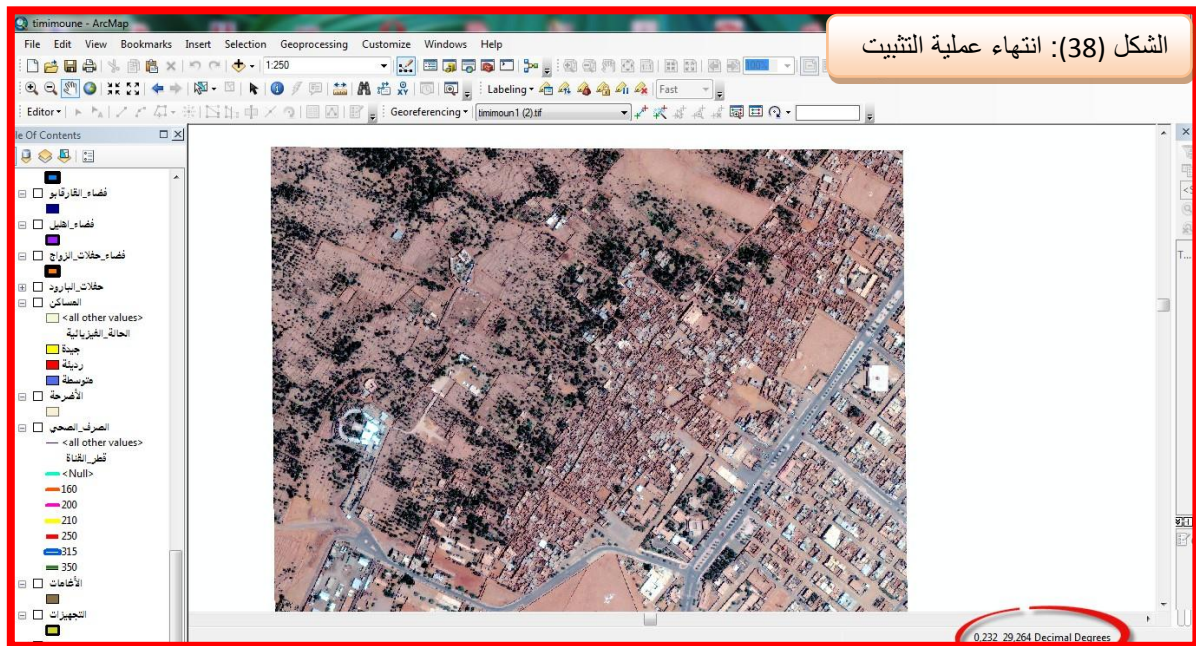 timimoune - ArcMap
الشكل (38): انتهاء عملية التثبيت
File Edit View Bookmarks Insert Selection Geoprocessing Customize Windows Help
1:250
100%
Labeling
Fast
Editor
Georeferencing
timimoun1 (2).tif
le Of Contents
فضاء_القارقابو
فضاء_اهليل
فضاء_حفلات_الزواج
حفلات_البارود
المساكن
<all other values>
الحالة_الفيزيائية
جيدة
رديئة
متوسطة
الأضرحة
الصرف_الصحي
<all other values>
قطر_القناة
<Null>
160
200
210
250
315
350
الأغامات
التجهيزات
T...
0,232 29,264 Decimal Degrees